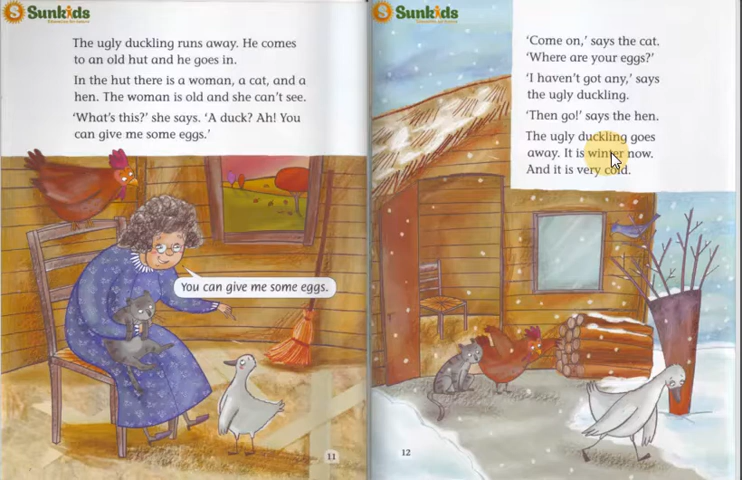 Sunkids
The ugly duckling runs away. He comes
to an old hut and he goes in.
In the hut there is a woman, a cat, and a
hen. The woman is old and she can't see.
'What's this?' she says. 'A duck? Ah! You
can give me some eggs.'
You can give me some eggs.
11
Sunkids
'Come on,' says the cat.
'Where are your eggs?'
'I haven't got any,' says
the ugly duckling.
'Then go!' says the hen.
The ugly duckling goes
away. It is winter now.
And it is very cold.
12